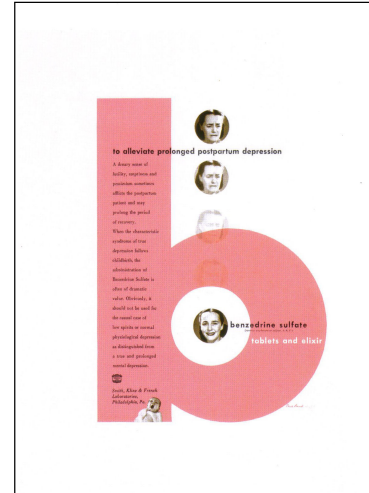 b
to alleviate prolonged postpartum depression
A dreary sense of
futility, emptiness and
pessimism sometimes
afflicts the postpartum
patient and may
prolong the period
of recovery.
When the characteristic
syndrome of true
depression follows
childbirth, the
administration of
Benzedrine Sulfate is
often of dramatic
value. Obviously, it
should not be used for
the casual case of
low spirits or normal
physiological depression
as distinguished from
a true and prolonged
mental depression.
Smith, Kline & French
Laboratories,
Philadelphia, Pa.
benzedrine sulfate
tablets and elixir